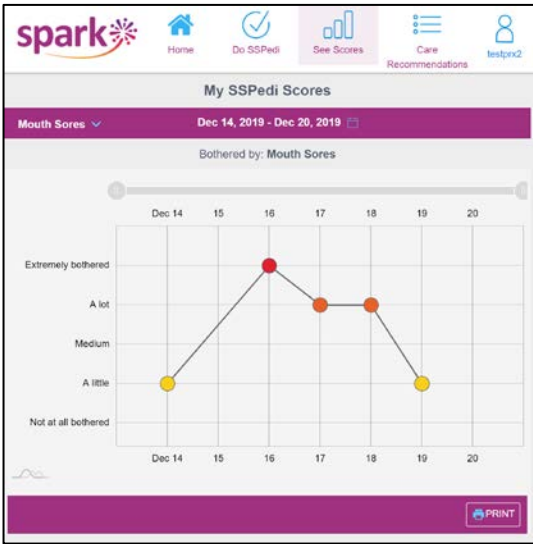 spark
Home
Do SSPedi
See Scores
Care
Recommendations
testprx2
My SSPedi Scores
Mouth Sores
Dec 14, 2019 - Dec 20, 2019
Bothered by: Mouth Sores
Dec 14 15 16 17 18 19 20
Extremely bothered
A lot
Medium
A little
Not at all bothered
Dec 14 15 16 17 18 19 20
PRINT